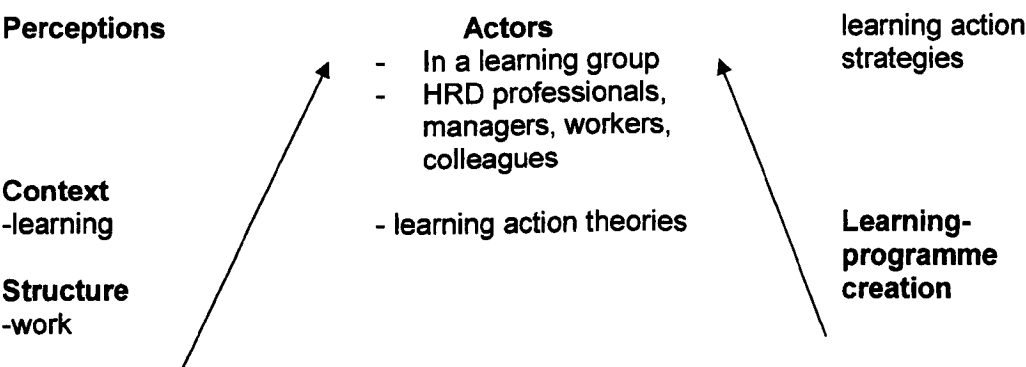 Perceptions
Actors
- In a learning group
- HRD professionals,
managers, workers,
colleagues
learning action
strategies
Context
-learning
- learning action theories
Learning-
programme
creation
Structure
-work